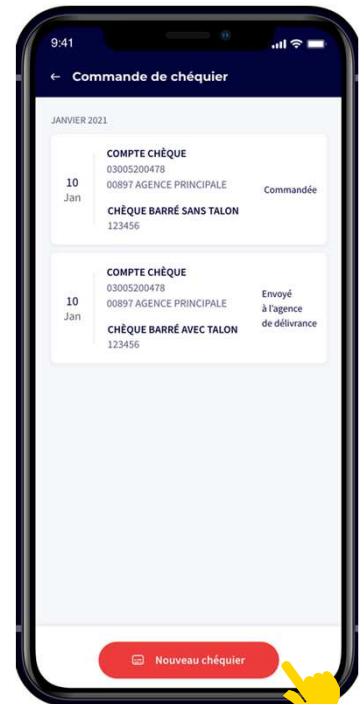 9:41
← Commande de chéquier
JANVIER 2021
10
Jan
COMPTE CHÈQUE
03005200478
00897 AGENCE PRINCIPALE
CHÈQUE BARRÉ SANS TALON
123456
Commandée
10
Jan
COMPTE CHÈQUE
03005200478
00897 AGENCE PRINCIPALE
CHÈQUE BARRÉ AVEC TALON
123456
Envoyé
à l'agence
de délivrance
Nouveau chéquier